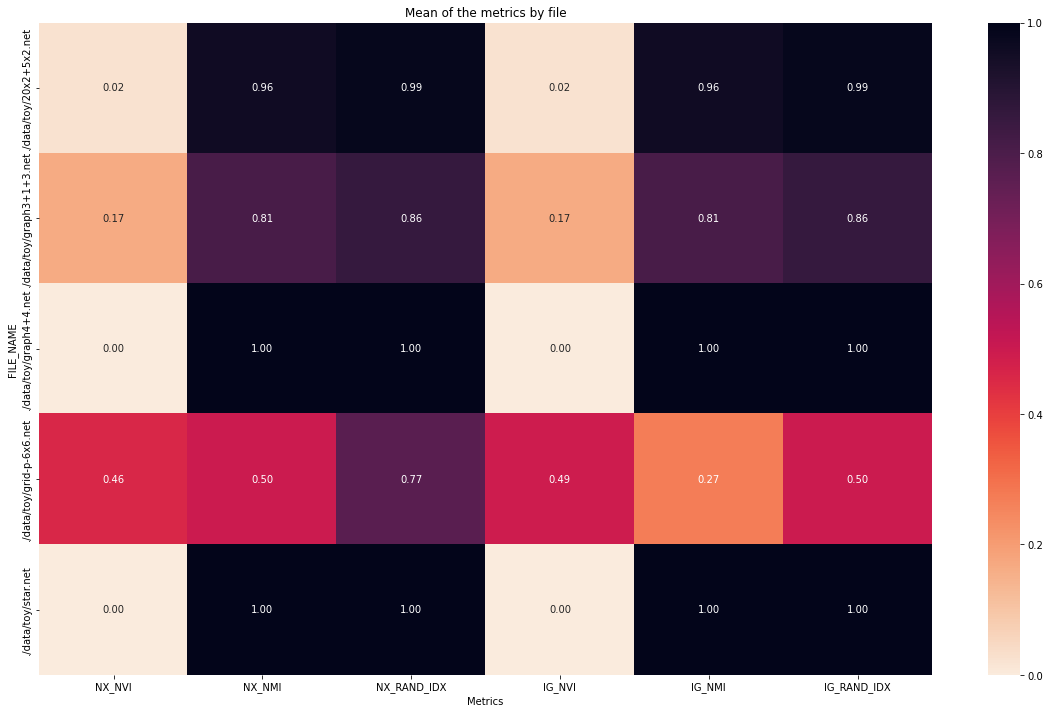 Mean of the metrics by file
FILE_NAME
./data/toy/20x2+5x2.net
0.02 0.96 0.99 0.02 0.96 0.99
./data/toy/graph3+1+3.net
0.17 0.81 0.86 0.17 0.81 0.86
./data/toy/graph4+4.net
0.00 1.00 1.00 0.00 1.00 1.00
./data/toy/grid-p-6x6.net
0.46 0.50 0.77 0.49 0.27 0.50
./data/toy/star.net
0.00 1.00 1.00 0.00 1.00 1.00
NX_NVI NX_NMI NX_RAND_IDX IG_NVI IG_NMI IG_RAND_IDX
Metrics
1.0
0.8
0.6
0.4
0.2
0.0